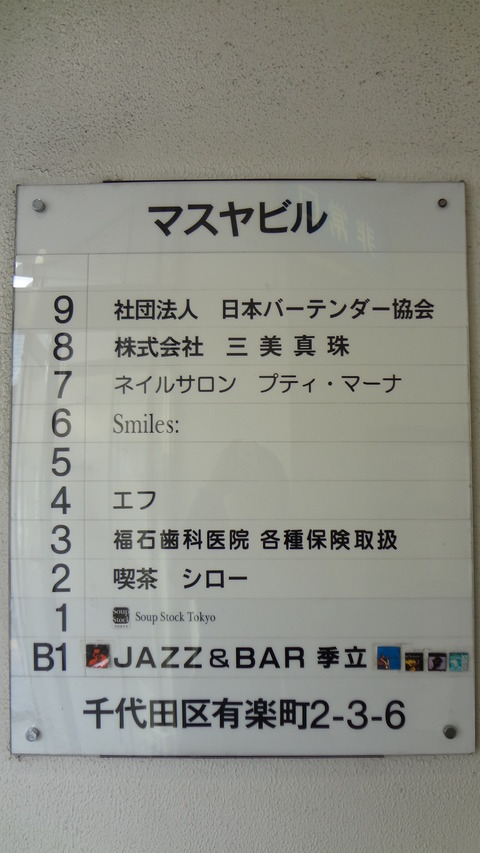 マスヤビル
9 社団法人 日本バーテンダー協会
8 株式会社 三美真珠
7 ネイルサロン プティ・マーナ
6 Smiles:
5
4 エフ
3 福石歯科医院 各種保険取扱
2 喫茶 シロー
1 Soup Stock Tokyo
B1 JAZZ&BAR 季立
千代田区有楽町2-3-6